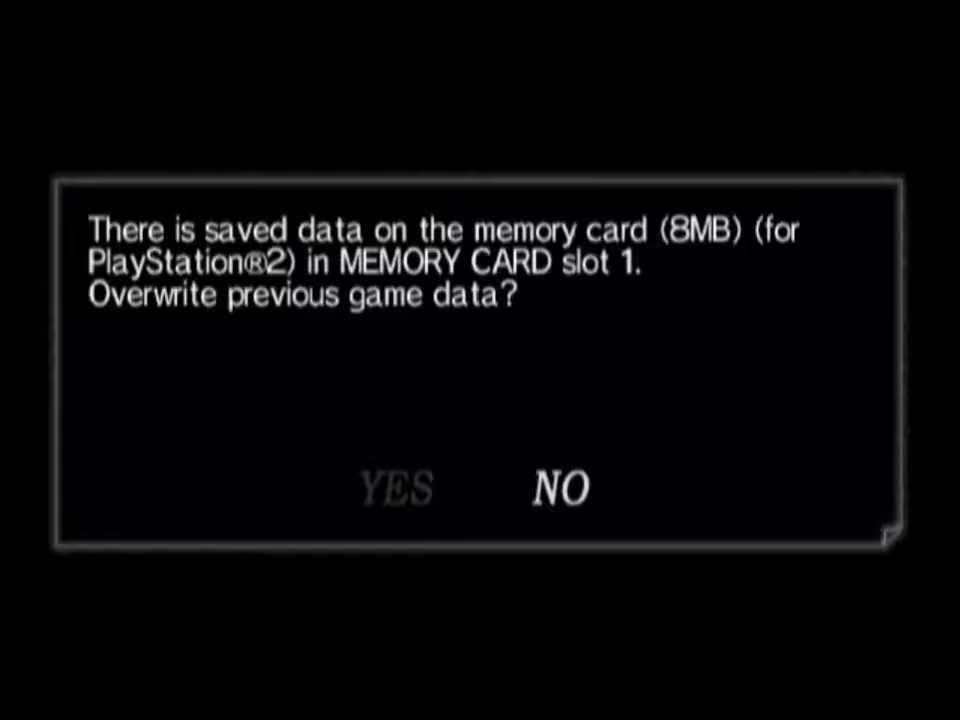 There is saved data on the memory card (8MB) (for
PlayStation®2) in MEMORY CARD slot 1.
Overwrite previous game data?
YES NO